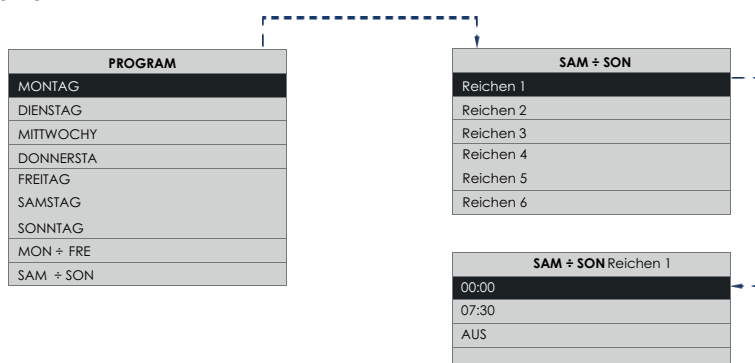 PROGRAM
MONTAG
DIENSTAG
MITTWOCHY
DONNERSTA
FREITAG
SAMSTAG
SONNTAG
MON ÷ FRE
SAM ÷ SON
SAM ÷ SON
Reichen 1
Reichen 2
Reichen 3
Reichen 4
Reichen 5
Reichen 6
SAM ÷ SON Reichen 1
00:00
07:30
AUS